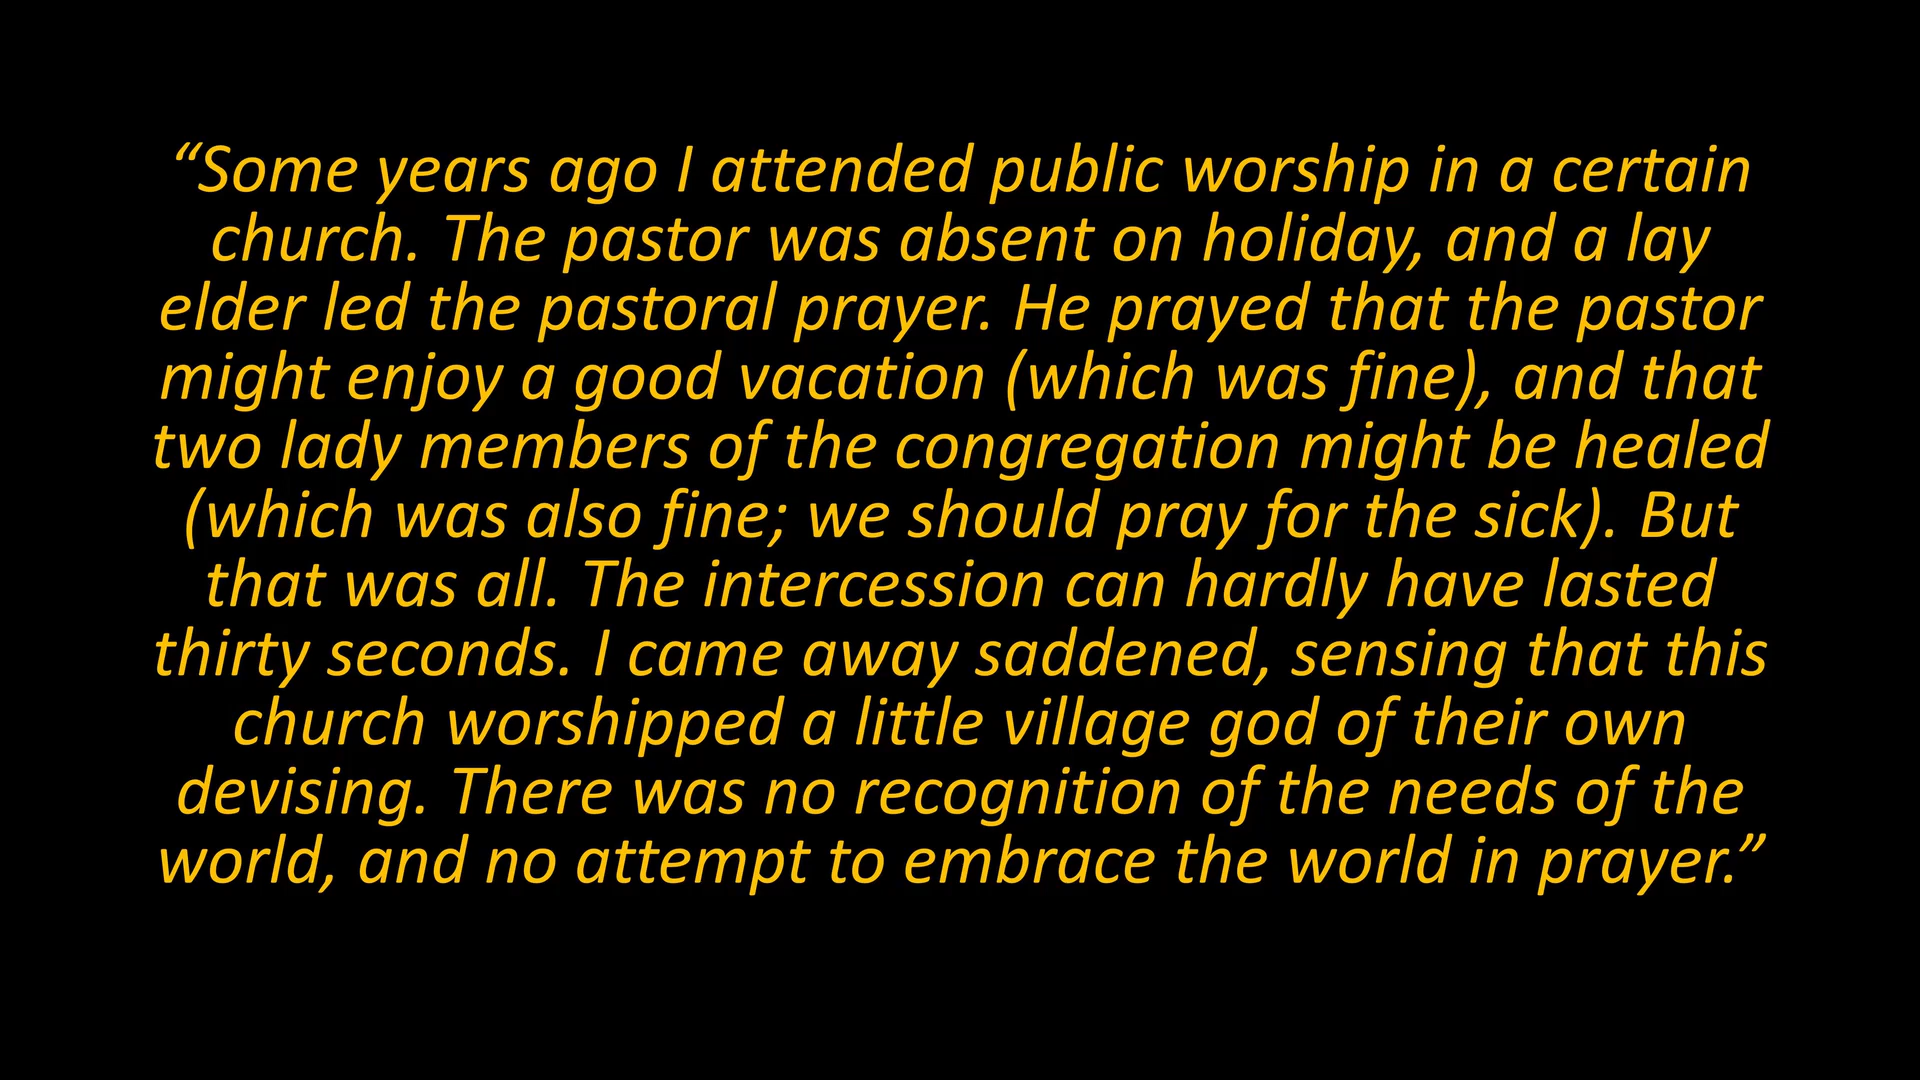 “Some years ago I attended public worship in a certain
church. The pastor was absent on holiday, and a lay
elder led the pastoral prayer. He prayed that the pastor
might enjoy a good vacation (which was fine), and that
two lady members of the congregation might be healed
(which was also fine; we should pray for the sick). But
that was all. The intercession can hardly have lasted
thirty seconds. I came away saddened, sensing that this
church worshipped a little village god of their own
devising. There was no recognition of the needs of the
world, and no attempt to embrace the world in prayer.”